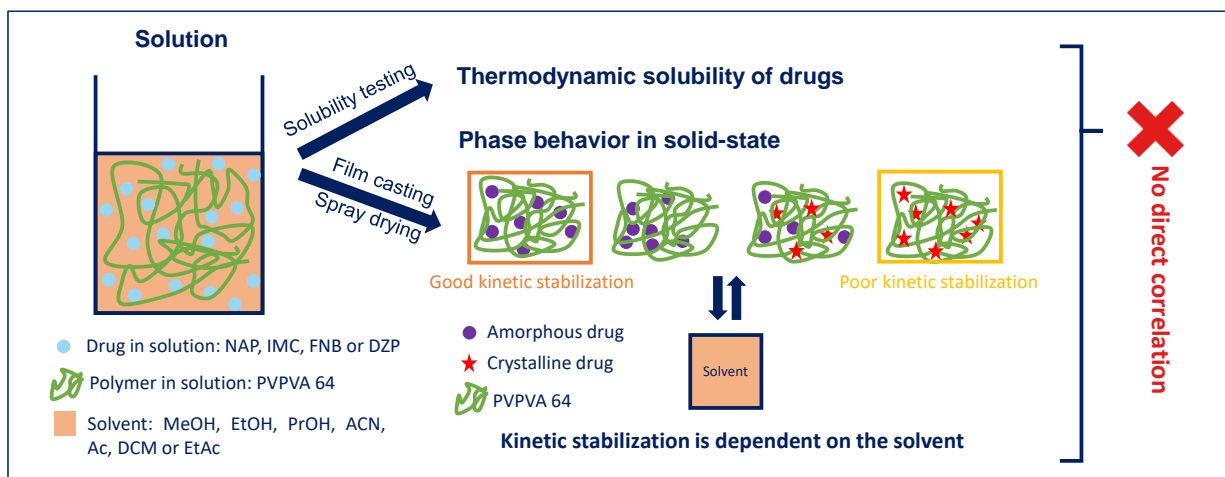 Solution
Solubility testing
Film casting
Spray drying
Thermodynamic solubility of drugs
Phase behavior in solid-state
Good kinetic stabilization
Poor kinetic stabilization
Amorphous drug
Crystalline drug
PVPVA 64
Solvent
Kinetic stabilization is dependent on the solvent
Drug in solution: NAP, IMC, FNB or DZP
Polymer in solution: PVPVA 64
Solvent: MeOH, EtOH, PrOH, ACN,
Ac, DCM or EtAc
No direct correlation